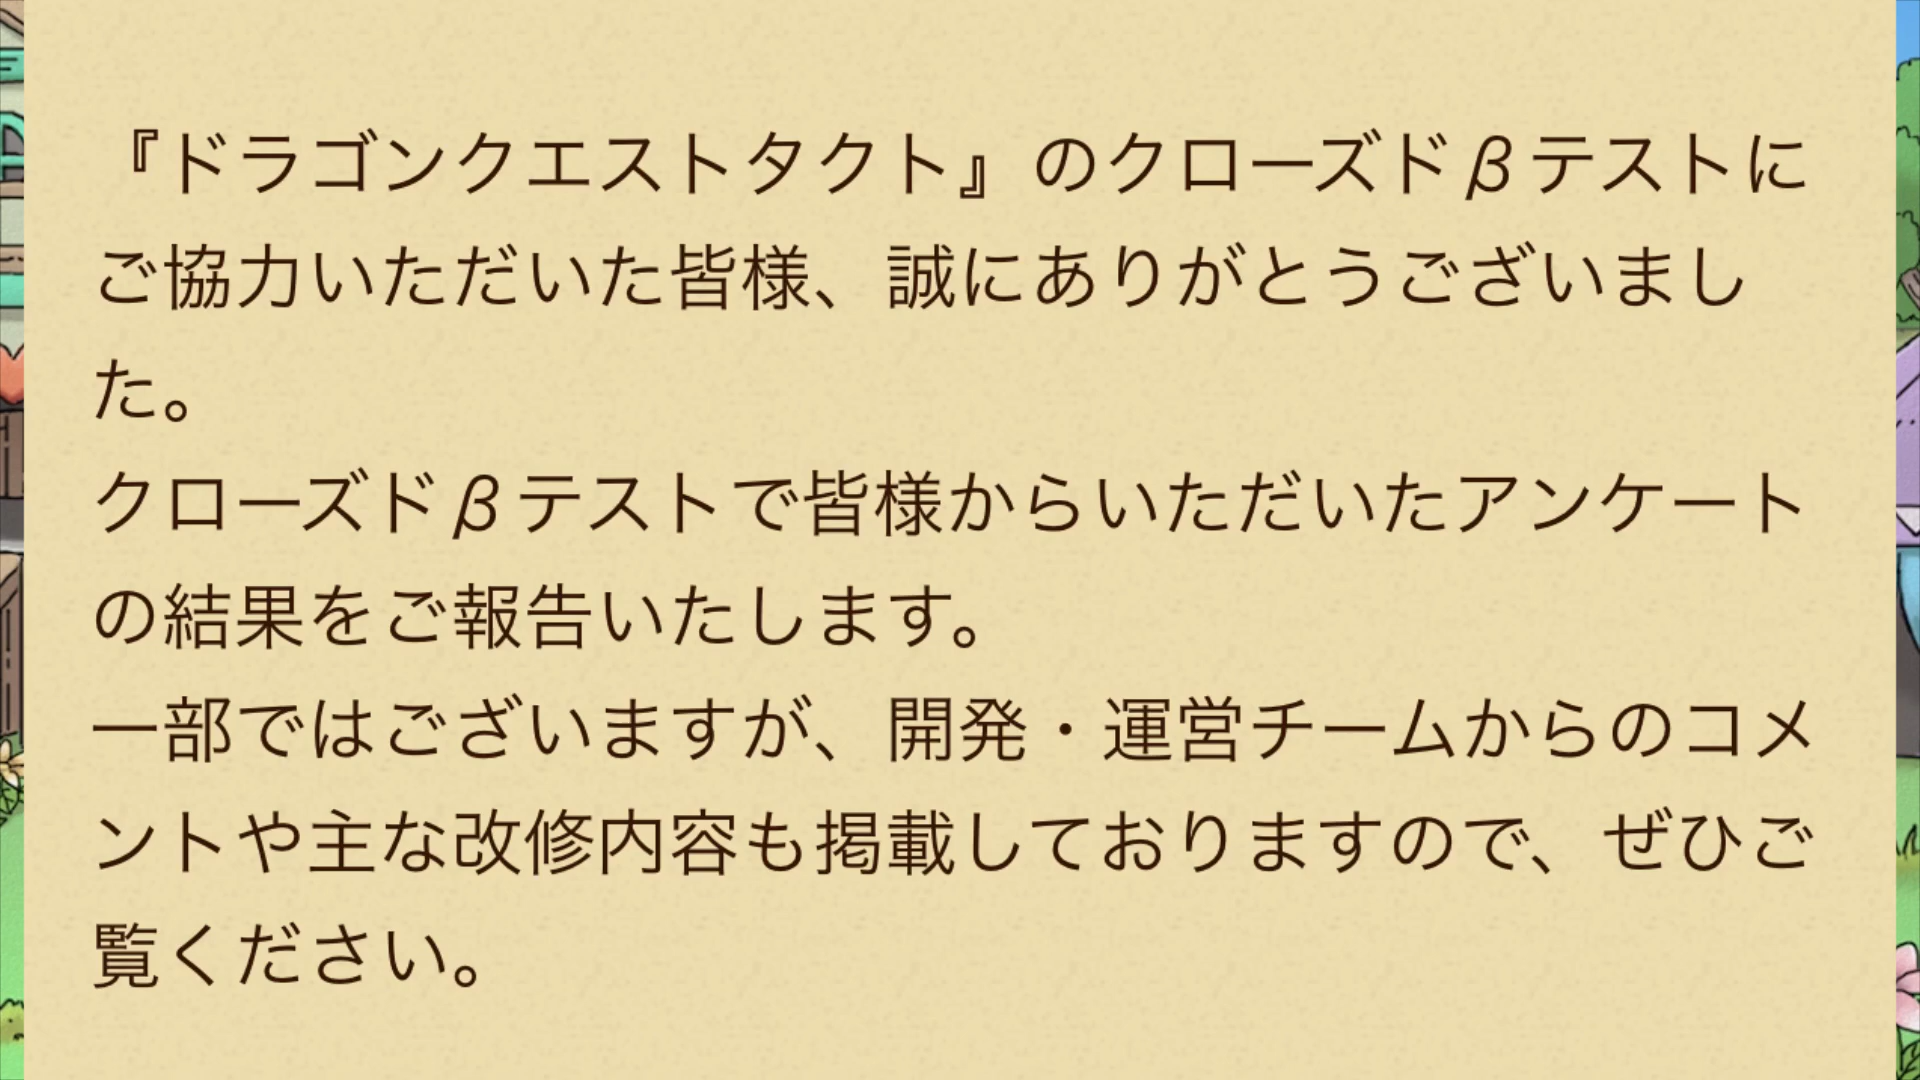 『ドラゴンクエストタクト』のクローズドβテストに
ご協力いただいた皆様、誠にありがとうございまし
た。
クローズドβテストで皆様からいただいたアンケート
の結果をご報告いたします。
一部ではございますが、開発・運営チームからのコメ
ントや主な改修内容も掲載しておりますので、ぜひご
覧ください。